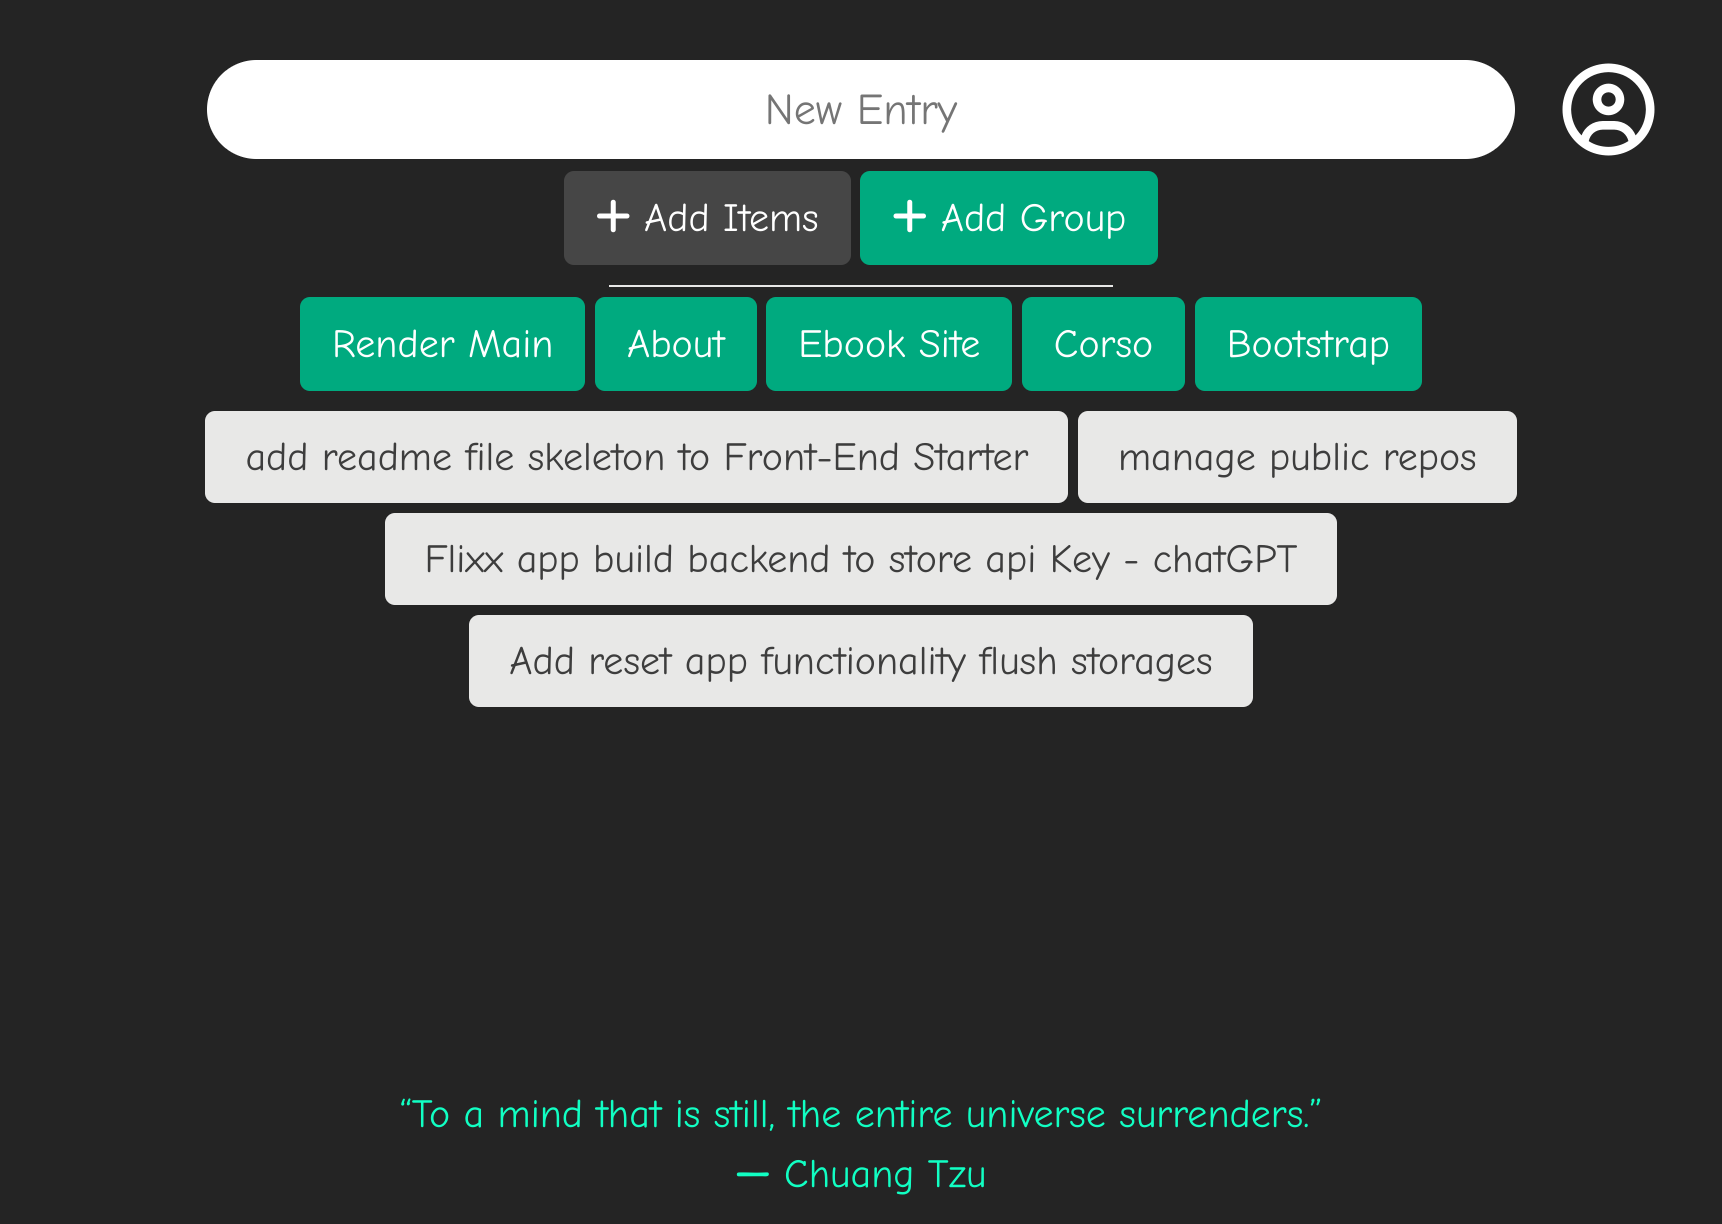 New Entry
+ Add Items + Add Group
Render Main About Ebook Site Corso Bootstrap
add readme file skeleton to Front-End Starter manage public repos
Flixx app build backend to store api Key - chatGPT
Add reset app functionality flush storages
“To a mind that is still, the entire universe surrenders.”
— Chuang Tzu